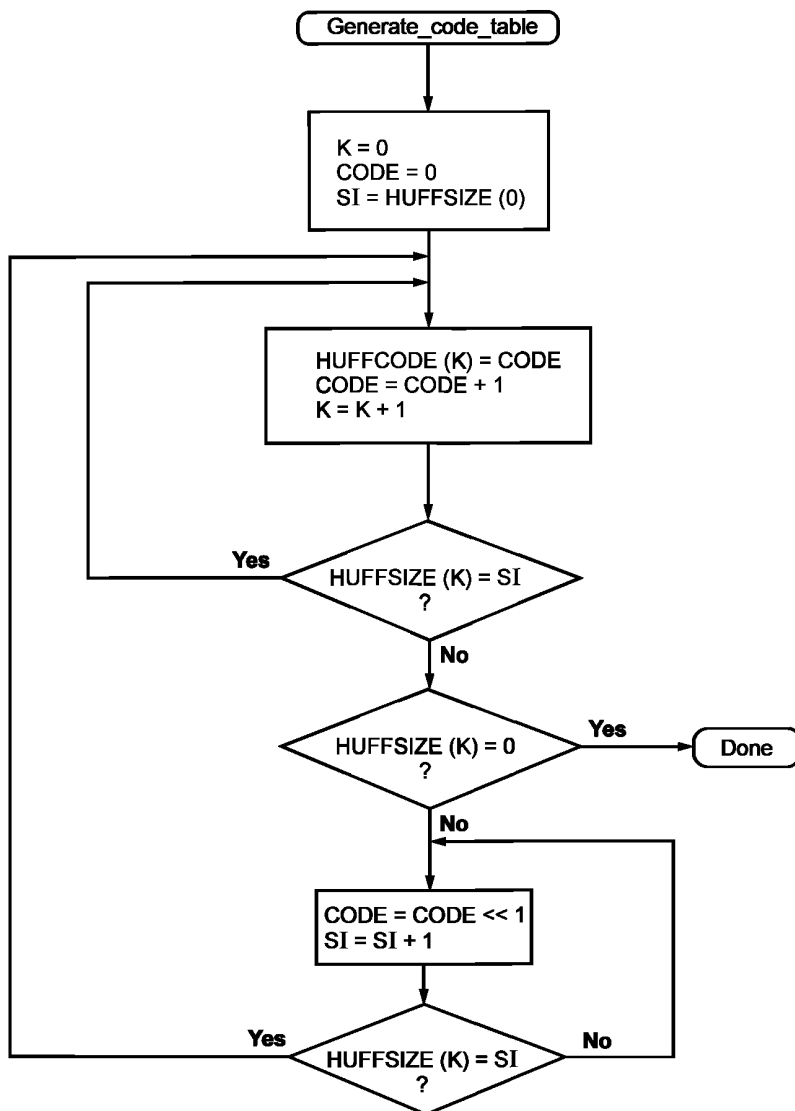 Generate_code_table
K = 0
CODE = 0
SI = HUFFSIZE (0)
HUFFCODE (K) = CODE
CODE = CODE + 1
K = K + 1
Yes
HUFFSIZE (K) = SI
?
No
HUFFSIZE (K) = 0
?
Yes
Done
No
CODE = CODE << 1
SI = SI + 1
Yes
HUFFSIZE (K) = SI
?
No